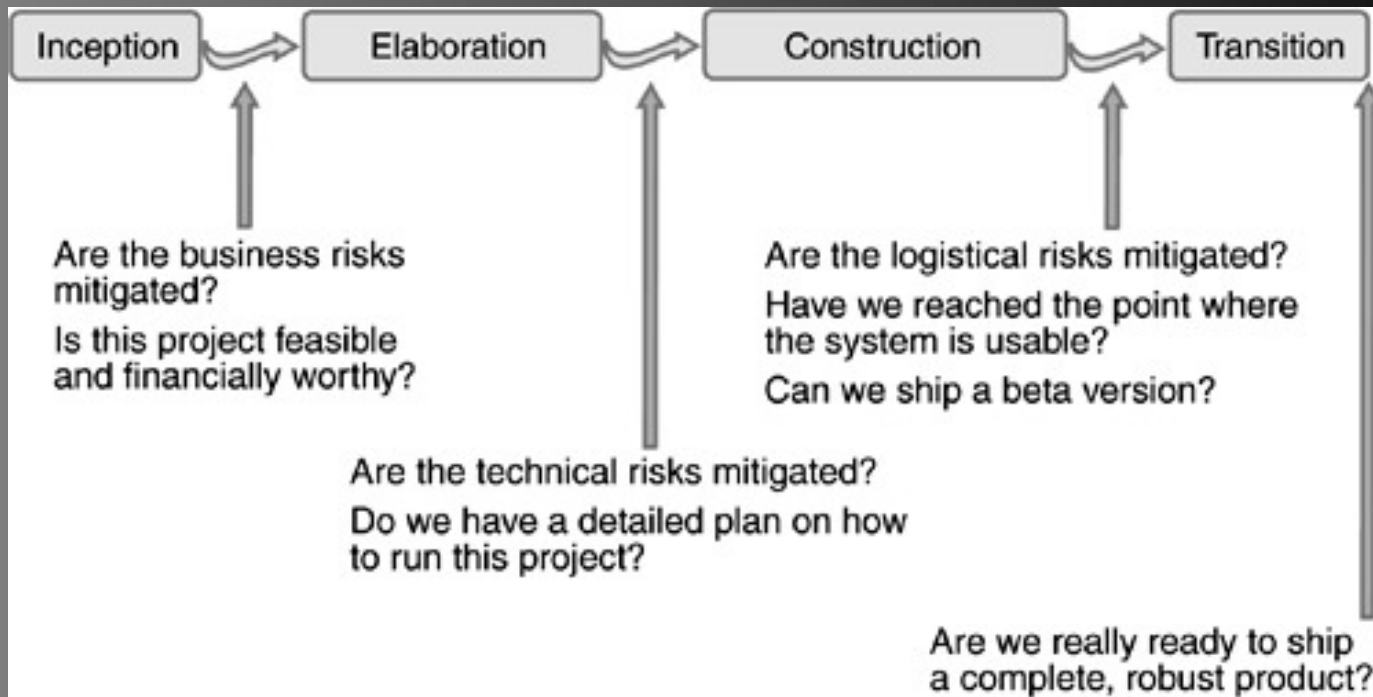 Inception
Elaboration
Construction
Transition
Are the business risks
mitigated?
Is this project feasible
and financially worthy?
Are the logistical risks mitigated?
Have we reached the point where
the system is usable?
Can we ship a beta version?
Are the technical risks mitigated?
Do we have a detailed plan on how
to run this project?
Are we really ready to ship
a complete, robust product?